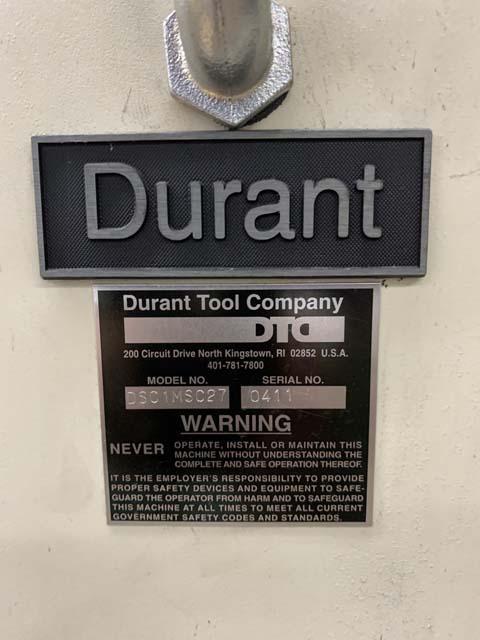 Durant
Durant Tool Company
DTC
200 Circuit Drive North Kingstown, RI 02852 U.S.A.
401-781-7800
MODEL NO. SERIAL NO.
DSC1MSC27 0411
WARNING
NEVER OPERATE, INSTALL OR MAINTAIN THIS
MACHINE WITHOUT UNDERSTANDING THE
COMPLETE AND SAFE OPERATION THEREOF.
IT IS THE EMPLOYER'S RESPONSIBILITY TO PROVIDE
PROPER SAFETY DEVICES AND EQUIPMENT TO SAFE-
GUARD THE OPERATOR FROM HARM AND TO SAFEGUARD
THIS MACHINE AT ALL TIMES TO MEET ALL CURRENT
GOVERNMENT SAFETY CODES AND STANDARDS.